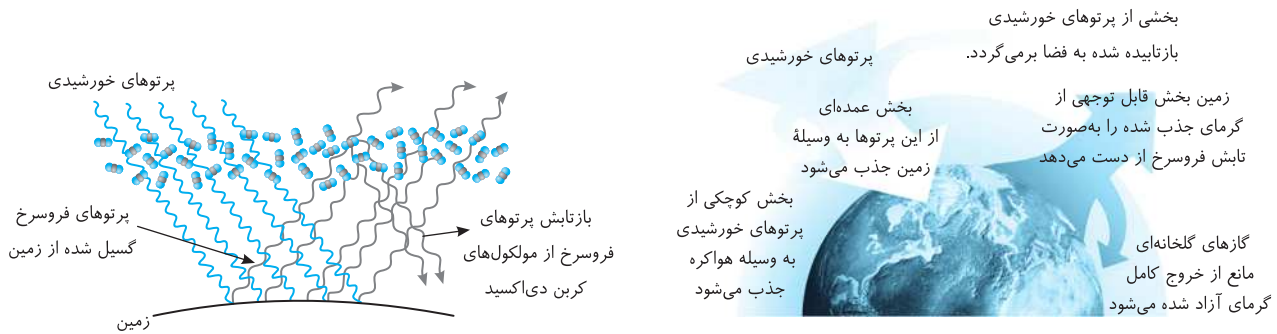 بخشی از پرتوهای خورشیدی
بازتابیده شده به فضا برمی‌گردد.
پرتوهای خورشیدی
زمین بخش قابل توجهی از
گرمای جذب شده را به‌صورت
تابش فروسرخ از دست می‌دهد
بخش عمده‌ای
از این پرتوها به وسیلۀ
زمین جذب می‌شود
بخش کوچکی از
پرتوهای خورشیدی
به وسیله هواکره
جذب می‌شود
گازهای گلخانه‌ای
مانع از خروج کامل
گرمای آزاد شده می‌شود
پرتوهای خورشیدی
بازتابش پرتوهای
فروسرخ از مولکول‌های
کربن دی‌اکسید
پرتوهای فروسرخ
گسیل شده از زمین
زمین